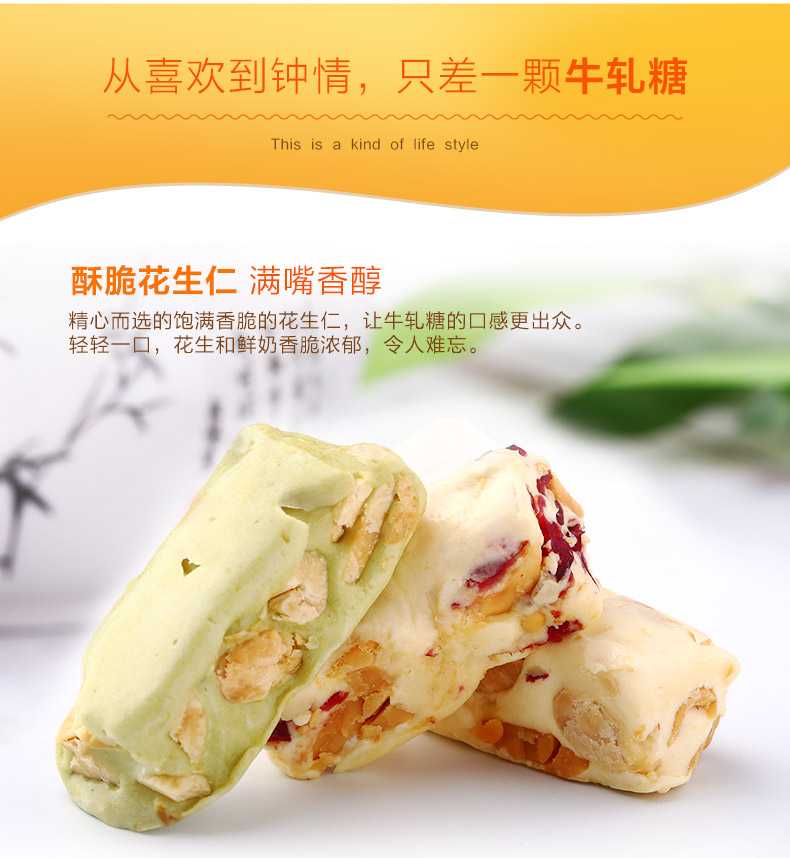 从喜欢到钟情，只差一颗牛轧糖
This is a kind of life style
酥脆花生仁 满嘴香醇
精心而选的饱满香脆的花生仁，让牛轧糖的口感更出众。
轻轻一口，花生和鲜奶香脆浓郁，令人难忘。